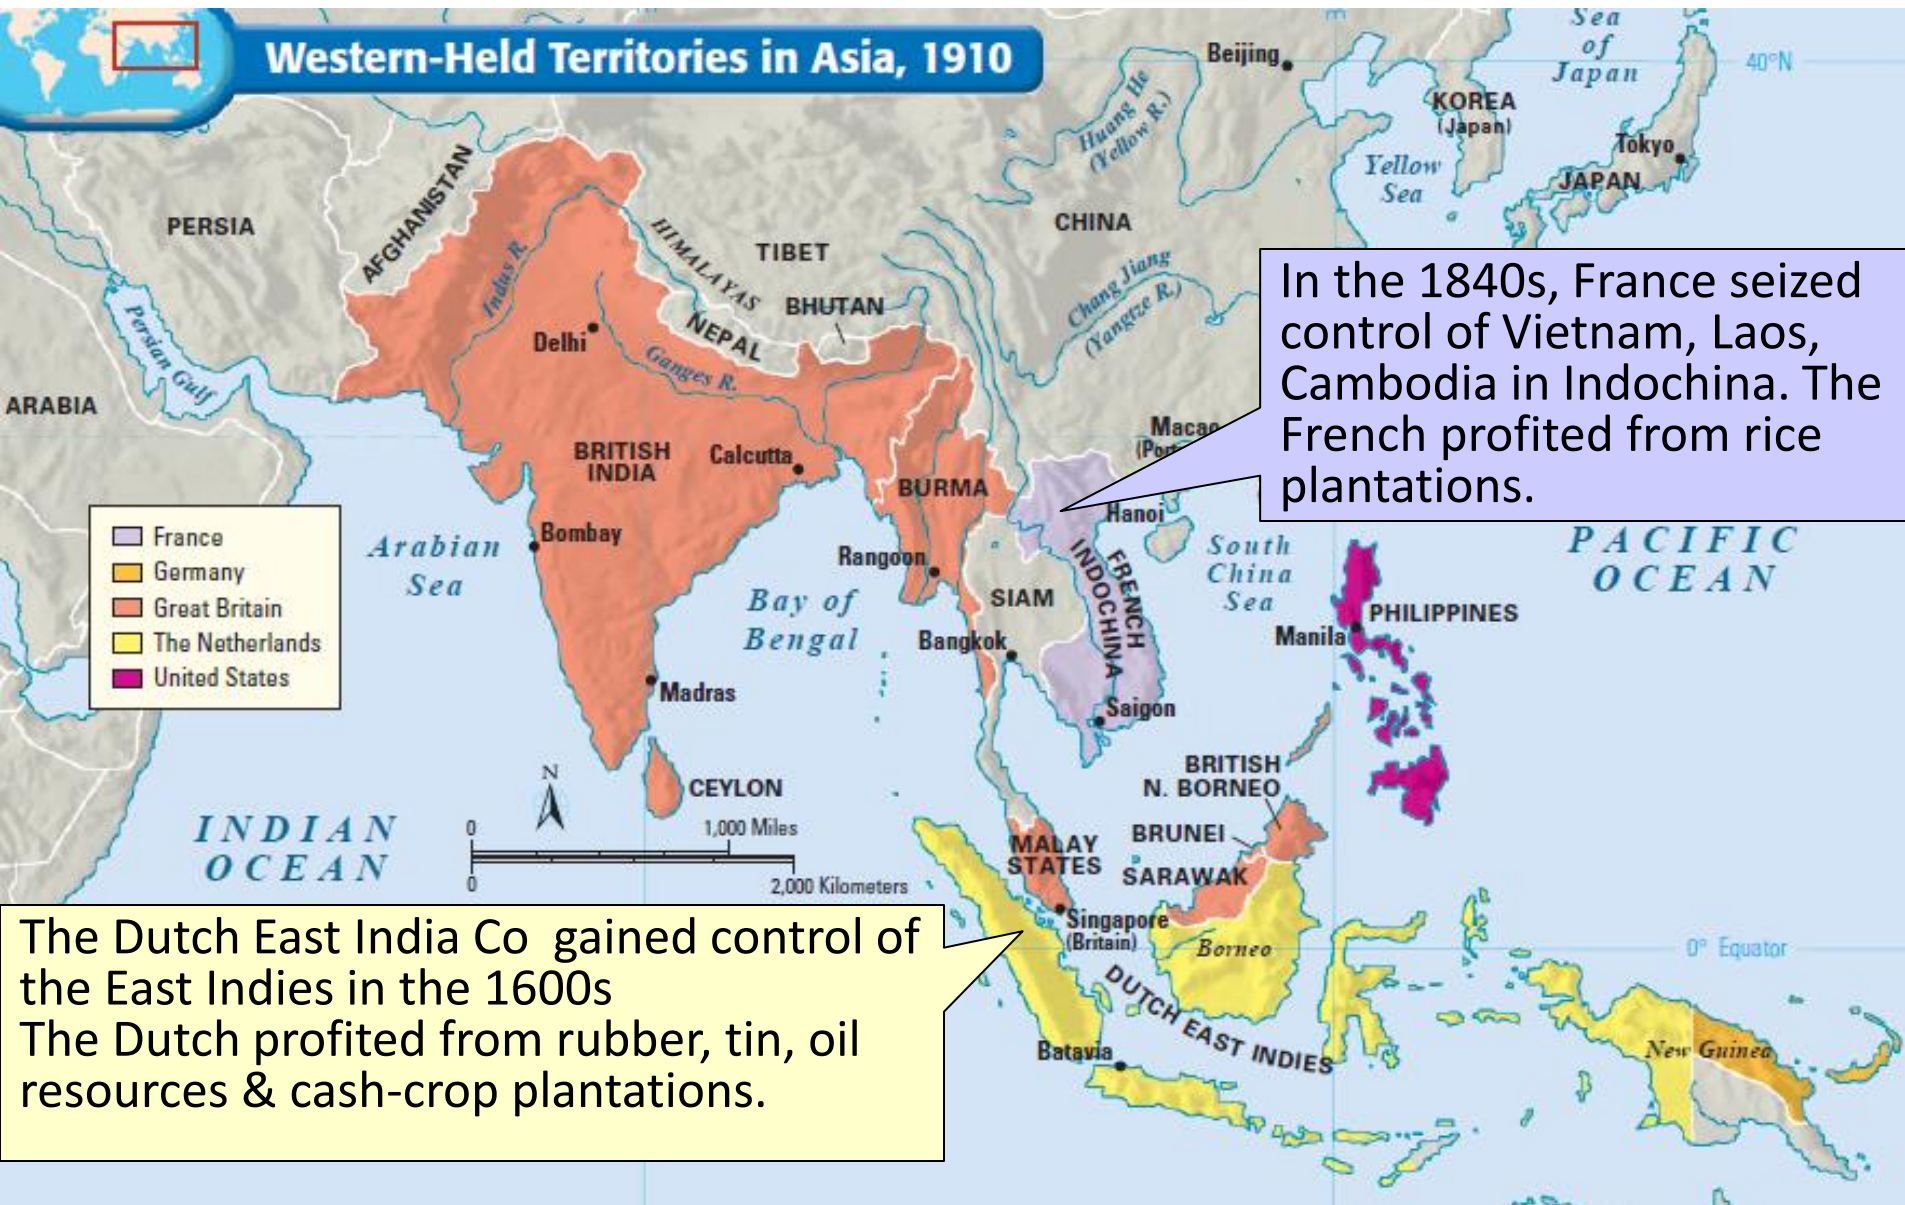 Western-Held Territories in Asia, 1910
Beijing
Sea
of
Japan
40°N
KOREA
(Japan)
Huang He
(Yellow R.)
Tokyo
Yellow
Sea
JAPAN
PERSIA
AFGHANISTAN
HIMALAYAS
TIBET
CHINA
Indus R.
BHUTAN
NEPAL
Chang Jiang
(Yangtze R.)
Persian Gulf
Delhi
Ganges R.
ARABIA
In the 1840s, France seized
control of Vietnam, Laos,
Cambodia in Indochina. The
French profited from rice
plantations.
Macao
BRITISH
INDIA
Calcutta
BURMA
Hanoi
France
Germany
Great Britain
The Netherlands
United States
Arabian
Sea
Bombay
Rangoon
South
China
Sea
PACIFIC
OCEAN
Bay of
Bengal
SIAM
FRENCH
INDOCHINA
PHILIPPINES
Manila
Bangkok
Madras
Saigon
BRITISH
N. BORNEO
CEYLON
N
INDIAN
OCEAN
0 1,000 Miles
0 2,000 Kilometers
MALAY
STATES
BRUNEI
SARAWAK
Singapore
(Britain)
Borneo
0° Equator
The Dutch East India Co gained control of
the East Indies in the 1600s
The Dutch profited from rubber, tin, oil
resources & cash-crop plantations.
DUTCH EAST INDIES
Batavia
New Guinea